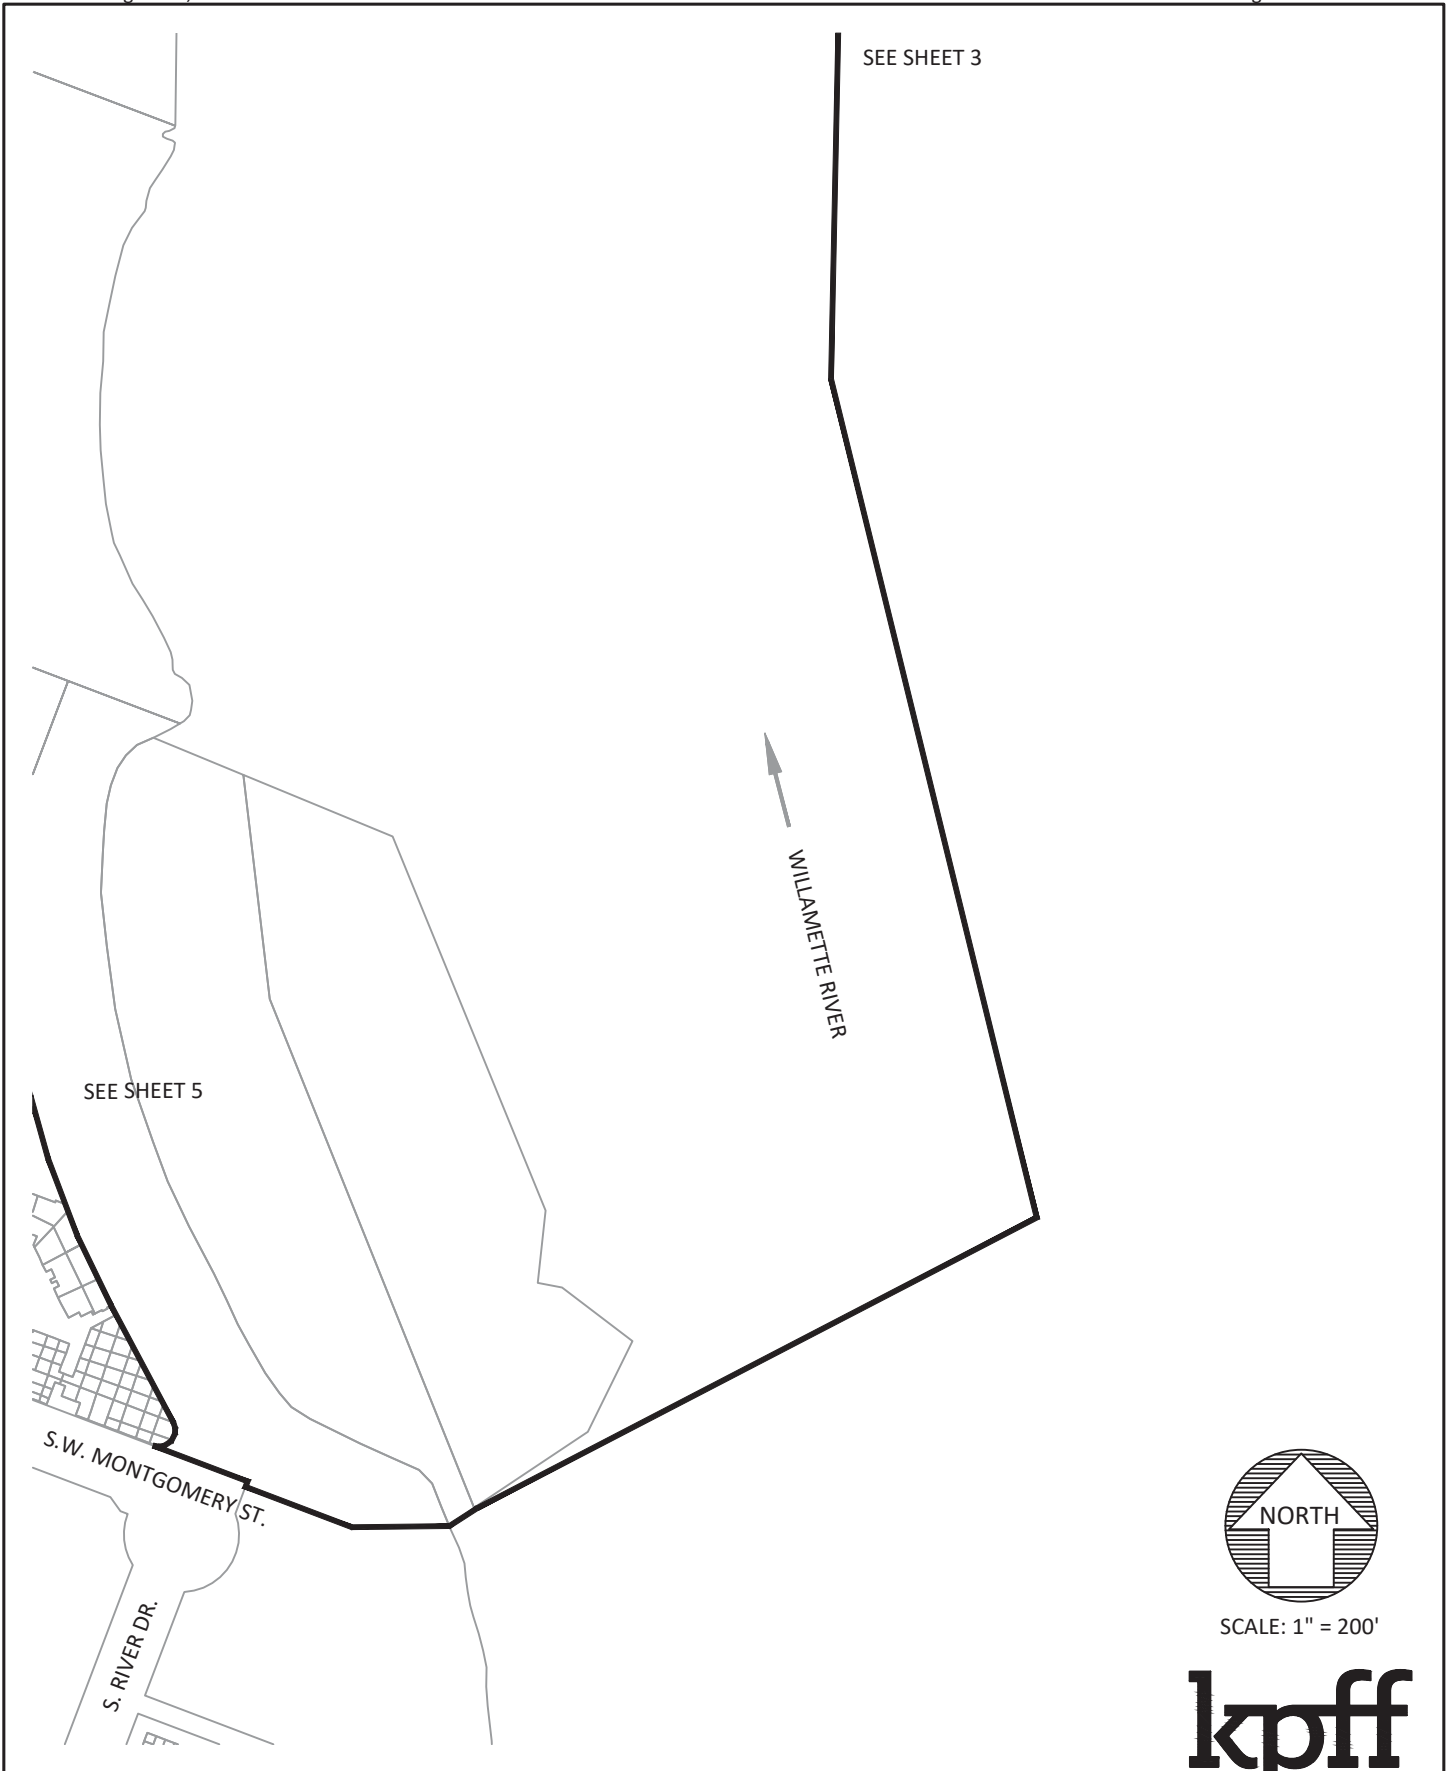 SEE SHEET 3
WILLAMETTE RIVER
SEE SHEET 5
S.W. MONTGOMERY ST.
NORTH
SCALE: 1" = 200'
S. RIVER DR.
kpff